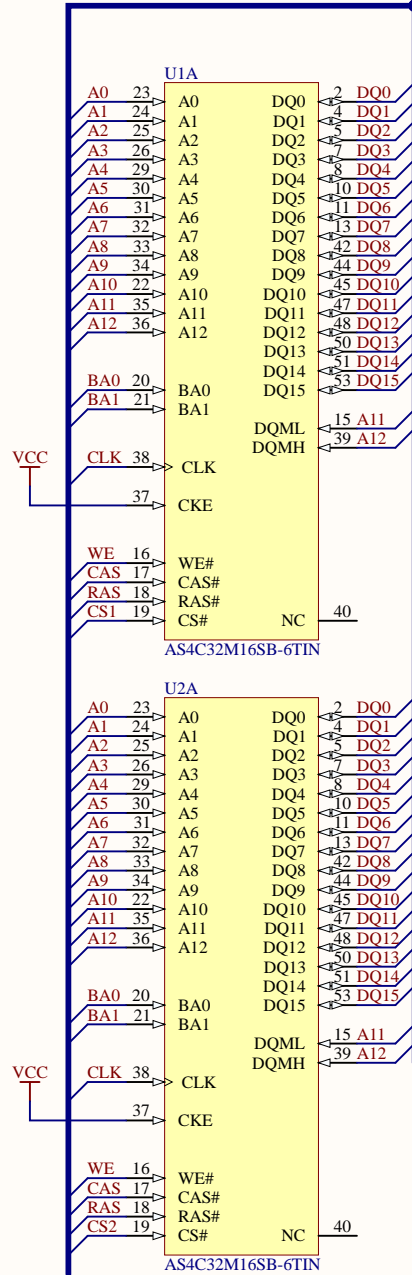 U1A
A0 23 A0 DQ0 2 DQ0
A1 24 A1 DQ1 4 DQ1
A2 25 A2 DQ2 5 DQ2
A3 26 A3 DQ3 7 DQ3
A4 29 A4 DQ4 8 DQ4
A5 30 A5 DQ5 10 DQ5
A6 31 A6 DQ6 11 DQ6
A7 32 A7 DQ7 13 DQ7
A8 33 A8 DQ8 42 DQ8
A9 34 A9 DQ9 44 DQ9
A10 22 A10 DQ10 45 DQ10
A11 35 A11 DQ11 47 DQ11
A12 36 A12 DQ12 48 DQ12
DQ13 50 DQ13
DQ14 51 DQ14
BA0 20 BA0 DQ15 53 DQ15
BA1 21 BA1
DQML 15 A11
DQMH 39 A12
VCC CLK 38 CLK
37 CKE
WE 16 WE#
CAS 17 CAS#
RAS 18 RAS#
CS1 19 CS# NC 40
AS4C32M16SB-6TIN
U2A
A0 23 A0 DQ0 2 DQ0
A1 24 A1 DQ1 4 DQ1
A2 25 A2 DQ2 5 DQ2
A3 26 A3 DQ3 7 DQ3
A4 29 A4 DQ4 8 DQ4
A5 30 A5 DQ5 10 DQ5
A6 31 A6 DQ6 11 DQ6
A7 32 A7 DQ7 13 DQ7
A8 33 A8 DQ8 42 DQ8
A9 34 A9 DQ9 44 DQ9
A10 22 A10 DQ10 45 DQ10
A11 35 A11 DQ11 47 DQ11
A12 36 A12 DQ12 48 DQ12
DQ13 50 DQ13
DQ14 51 DQ14
BA0 20 BA0 DQ15 53 DQ15
BA1 21 BA1
DQML 15 A11
DQMH 39 A12
VCC CLK 38 CLK
37 CKE
WE 16 WE#
CAS 17 CAS#
RAS 18 RAS#
CS2 19 CS# NC 40
AS4C32M16SB-6TIN